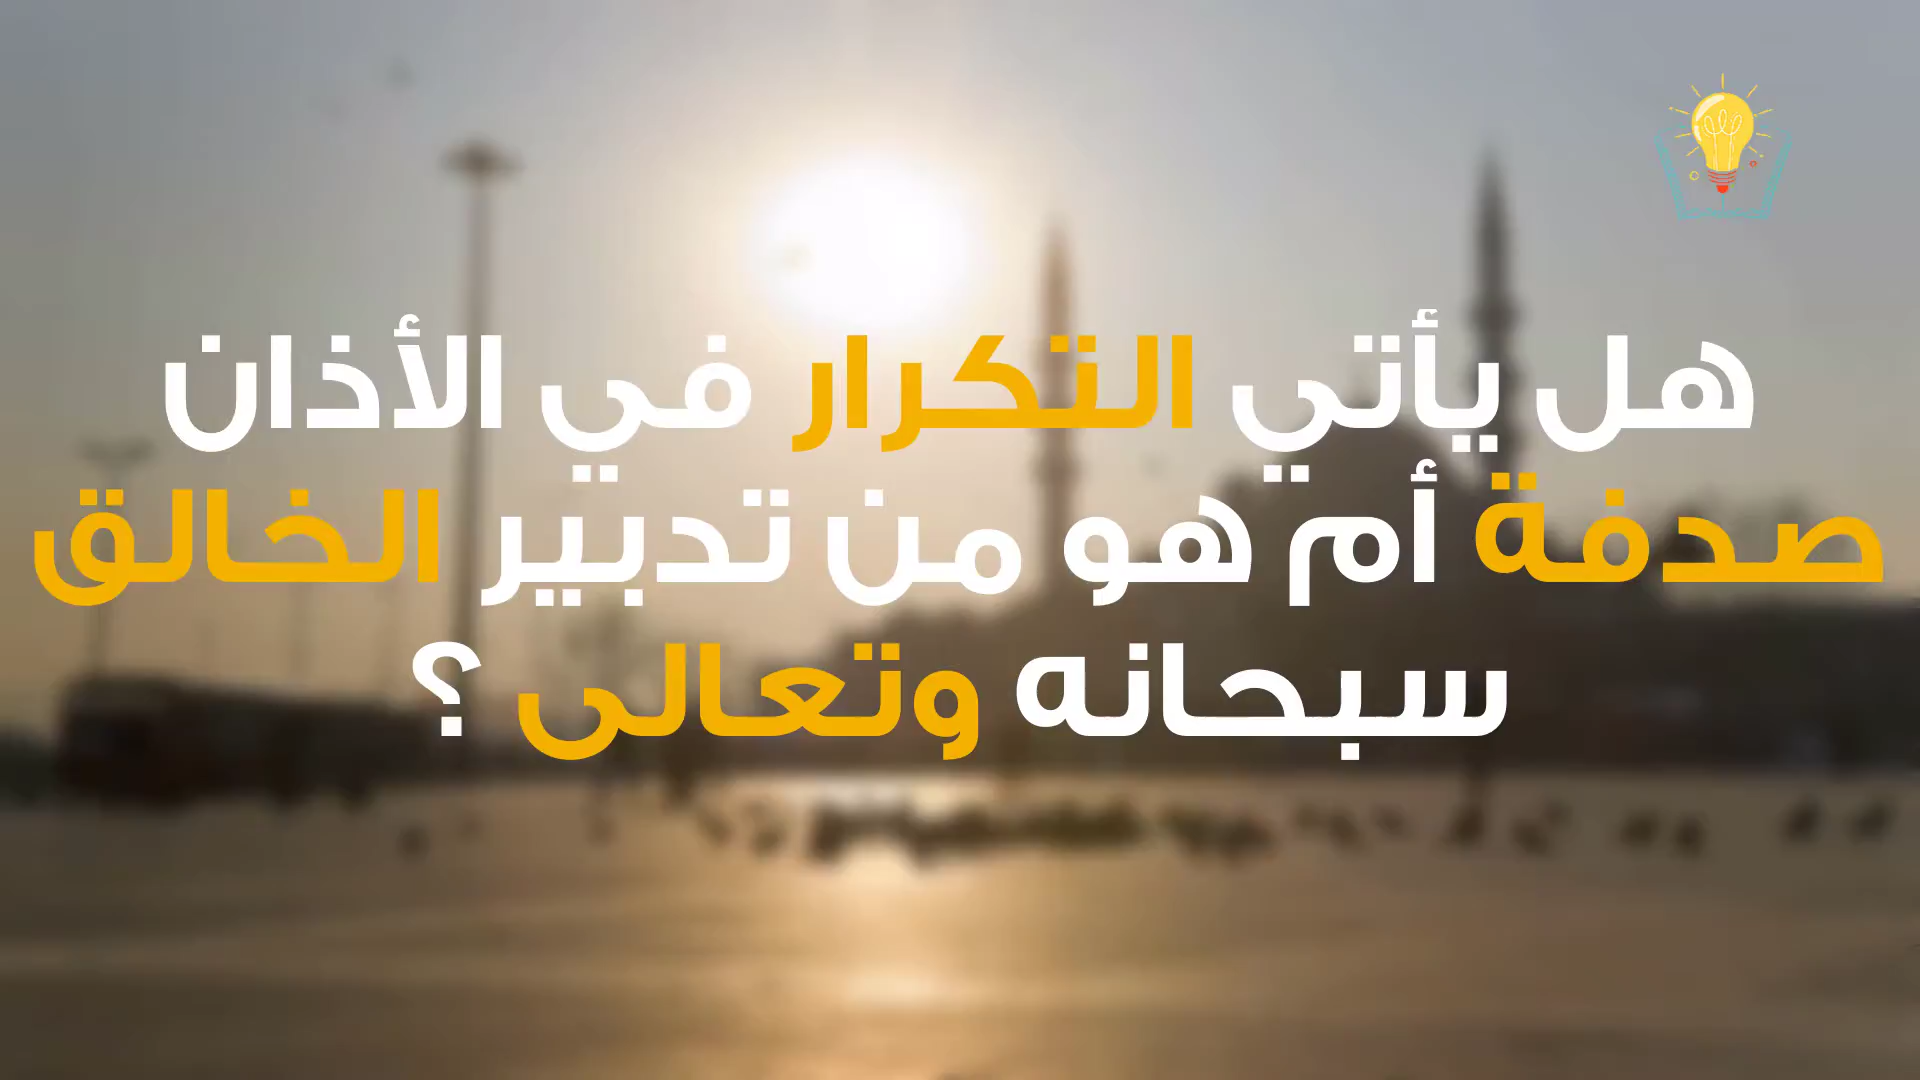 هل يأتي التكرار في الأذان
صدفة أم هو من تدبير الخالق
سبحانه وتعالى ؟